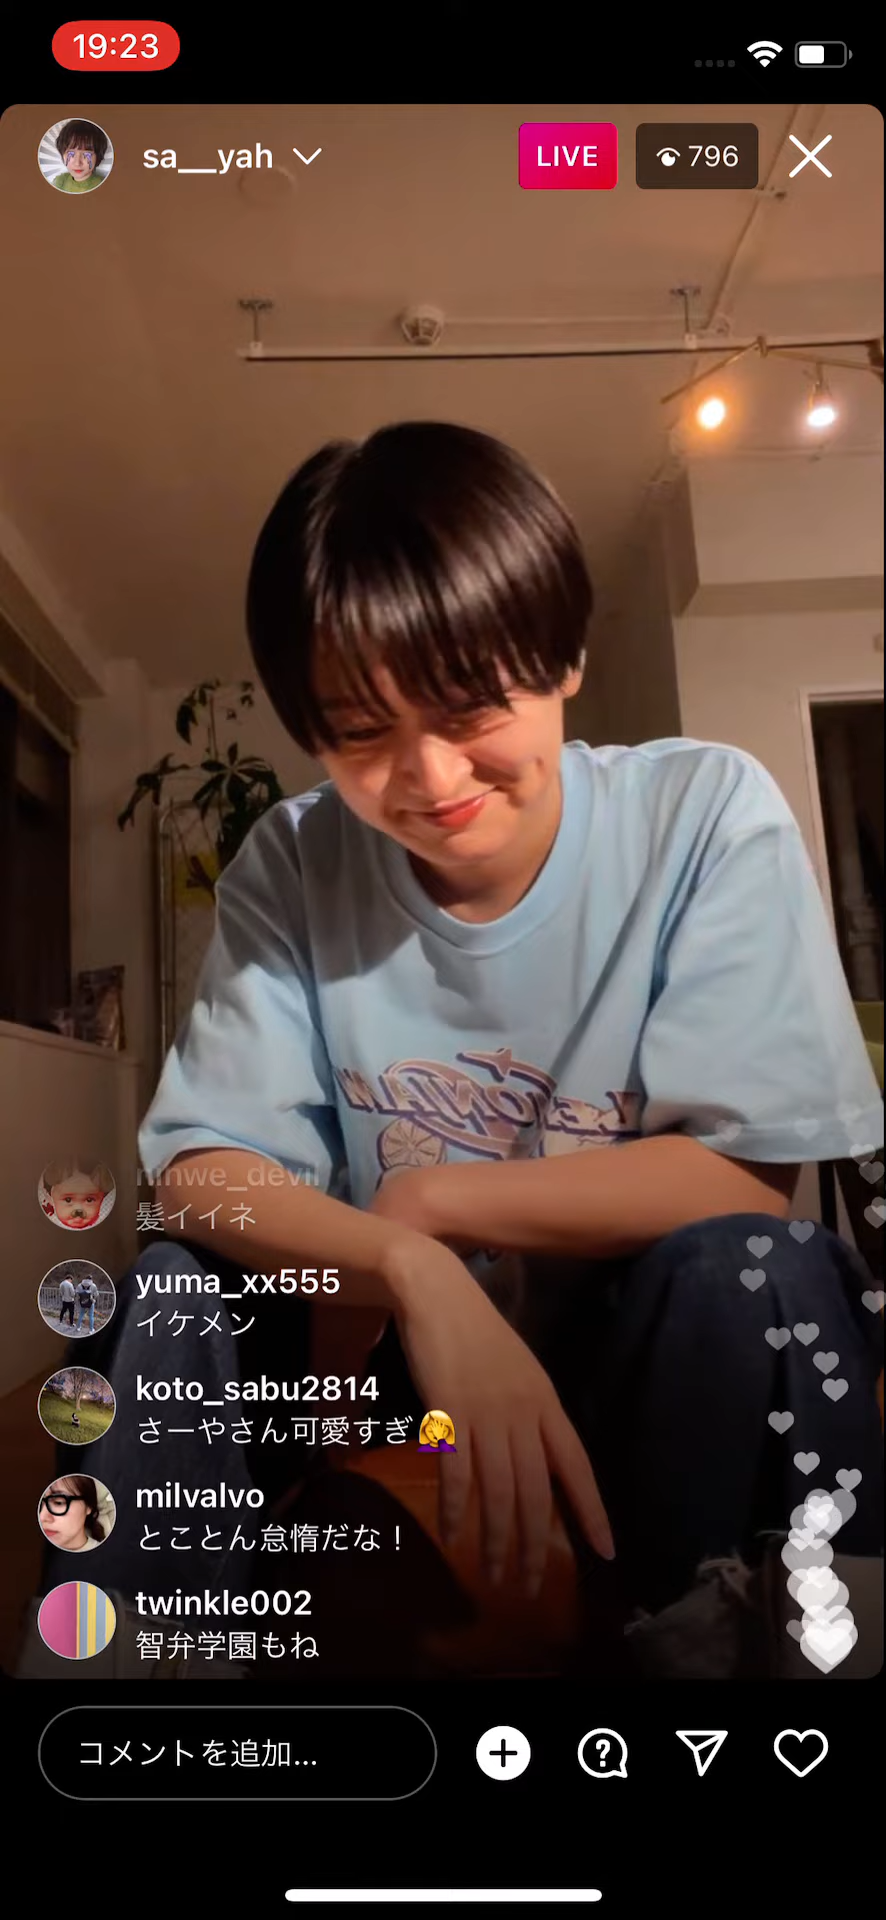 19:23
sa__yah
LIVE
796
ninwe_devil
髪イイネ
yuma_xx555
イケメン
koto_sabu2814
さーやさん可愛すぎ🤦‍♀️
milvalvo
とことん怠惰だな！
twinkle002
智弁学園もね
コメントを追加...